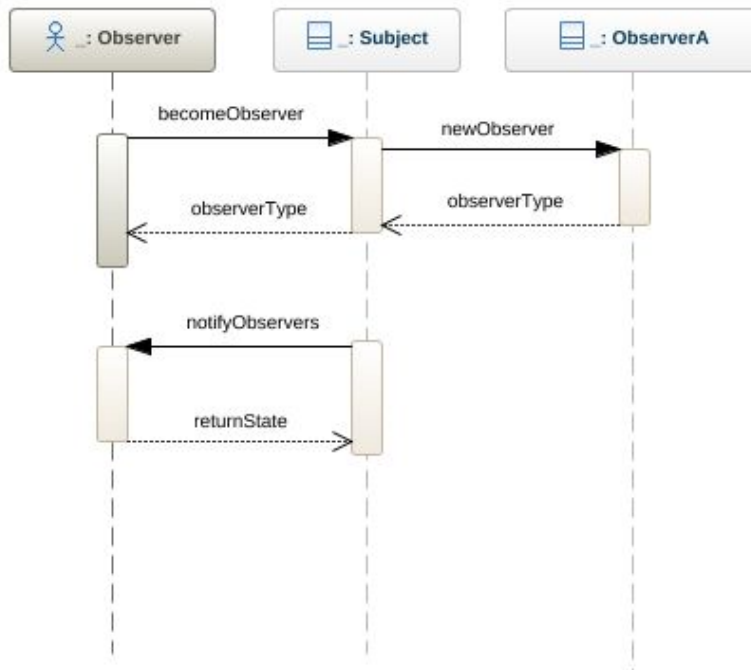 _: Observer
_: Subject
_: ObserverA
becomeObserver
newObserver
observerType
observerType
notifyObservers
returnState